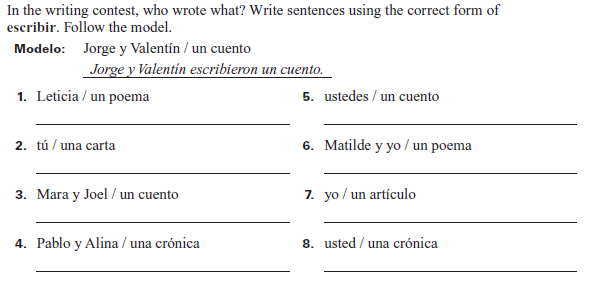 In the writing contest, who wrote what? Write sentences using the correct form of
escribir. Follow the model.
Modelo: Jorge y Valentín / un cuento
Jorge y Valentín escribieron un cuento.
1. Leticia / un poema
2. tú / una carta
3. Mara y Joel / un cuento
4. Pablo y Alina / una crónica
5. ustedes / un cuento
6. Matilde y yo / un poema
7. yo / un artículo
8. usted / una crónica